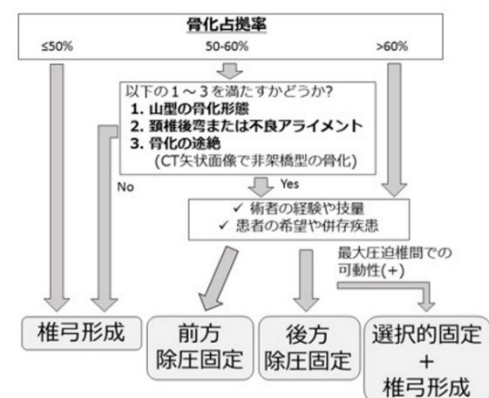 骨化占拠率
≤50%
50-60%
>60%
以下の１～３を満たすかどうか?
1. 山型の骨化形態
2. 頚椎後弯または不良アライメント
3. 骨化の途絶
(CT矢状面像で非架橋型の骨化)
No
Yes
✓ 術者の経験や技量
✓ 患者の希望や併存疾患
最大圧迫椎間での
可動性(+)
椎弓形成
前方
除圧固定
後方
除圧固定
選択的固定
+
椎弓形成